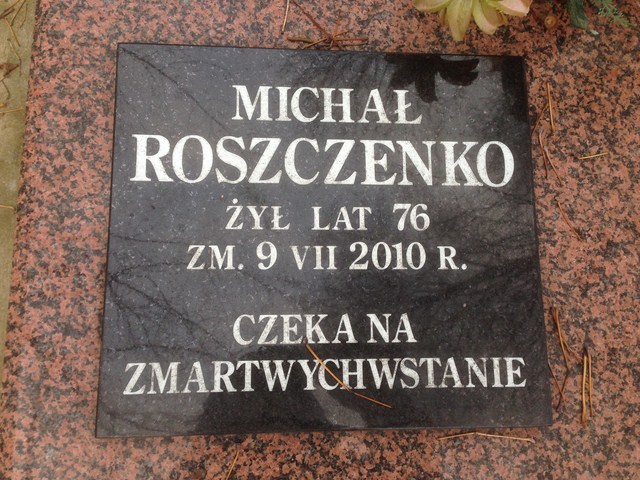 MICHAŁ
ROSZCZENKO
ŻYŁ LAT 76
ZM. 9 VII 2010 R.
CZEKA NA
ZMARTWYCHWSTANIE